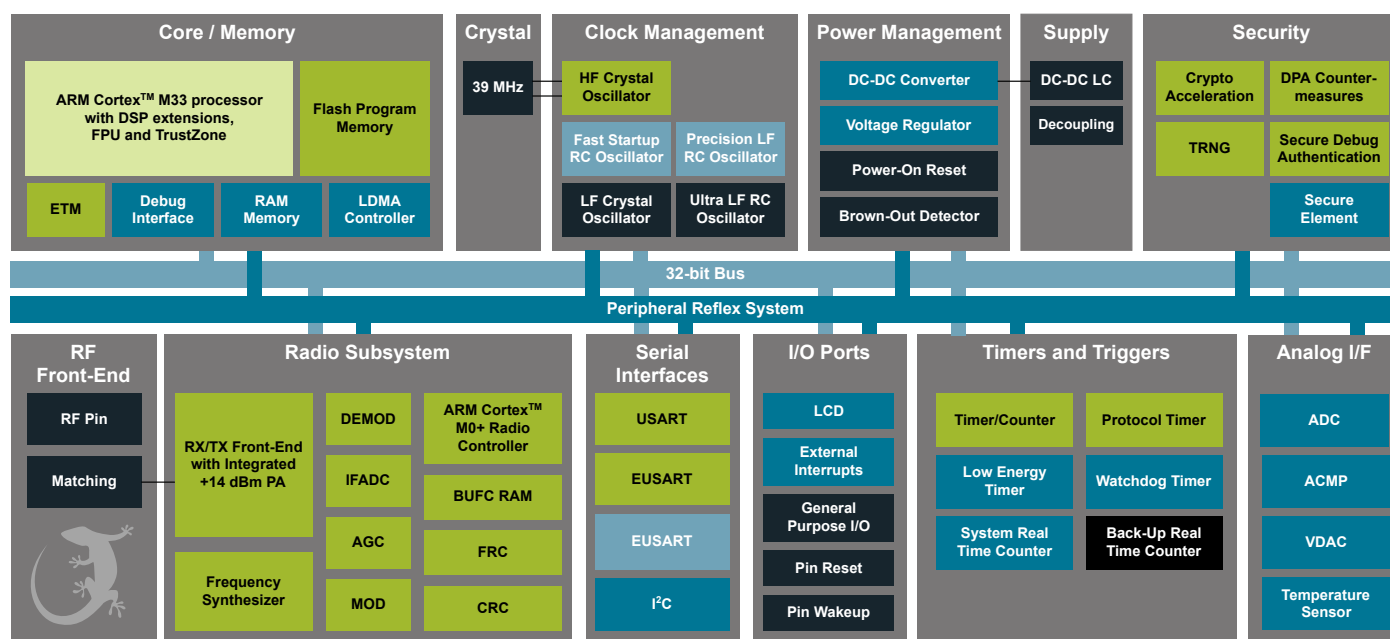 Core / Memory
ARM Cortex™ M33 processor
with DSP extensions,
FPU and TrustZone
Flash Program
Memory
ETM
Debug
Interface
RAM
Memory
LDMA
Controller
Crystal
39 MHz
Clock Management
HF Crystal
Oscillator
Fast Startup
RC Oscillator
Precision LF
RC Oscillator
LF Crystal
Oscillator
Ultra LF RC
Oscillator
Power Management
DC-DC Converter
Voltage Regulator
Power-On Reset
Brown-Out Detector
Supply
DC-DC LC
Decoupling
Security
Crypto
Acceleration
DPA Counter-
measures
TRNG
Secure Debug
Authentication
Secure
Element
32-bit Bus
Peripheral Reflex System
RF
Front-End
RF Pin
Matching
Radio Subsystem
RX/TX Front-End
with Integrated
+14 dBm PA
Frequency
Synthesizer
DEMOD
IFADC
AGC
MOD
ARM Cortex™
M0+ Radio
Controller
BUFC RAM
FRC
CRC
Serial
Interfaces
USART
EUSART
EUSART
I²C
I/O Ports
LCD
External
Interrupts
General
Purpose I/O
Pin Reset
Pin Wakeup
Timers and Triggers
Timer/Counter
Protocol Timer
Low Energy
Timer
Watchdog Timer
System Real
Time Counter
Back-Up Real
Time Counter
Analog I/F
ADC
ACMP
VDAC
Temperature
Sensor